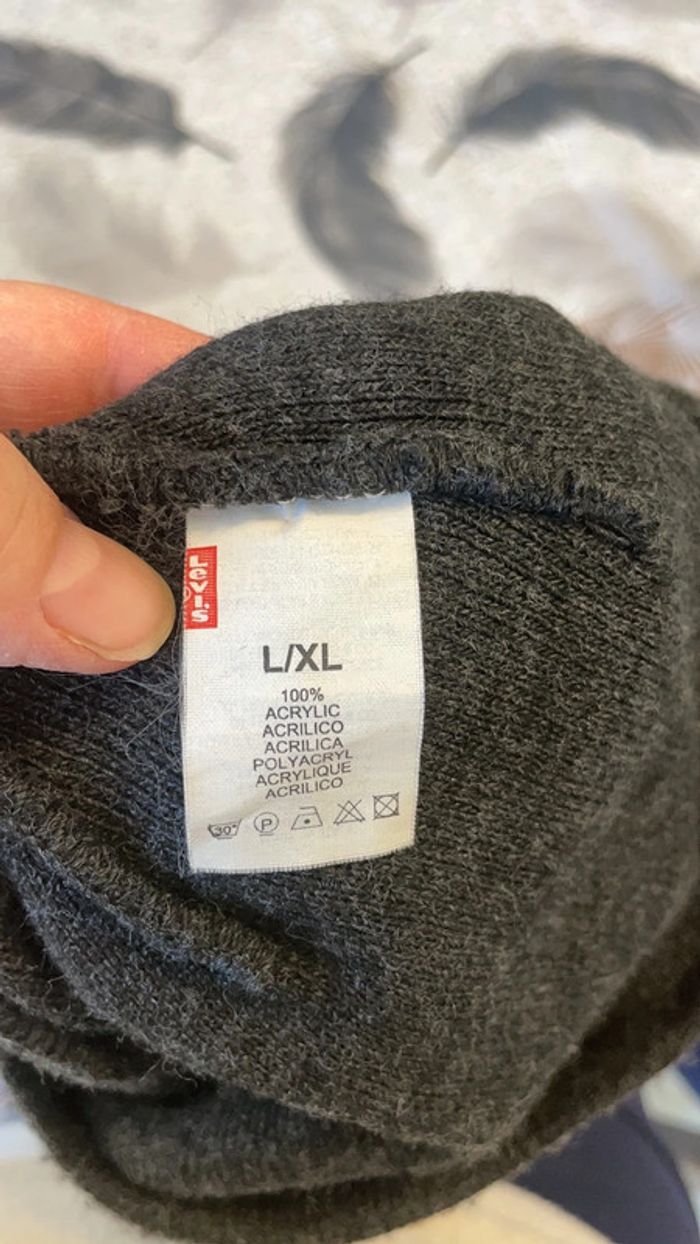 Levi's
®
L/XL
100%
ACRYLIC
ACRILICO
ACRILICA
POLYACRYL
ACRYLIQUE
ACRILICO
30° P